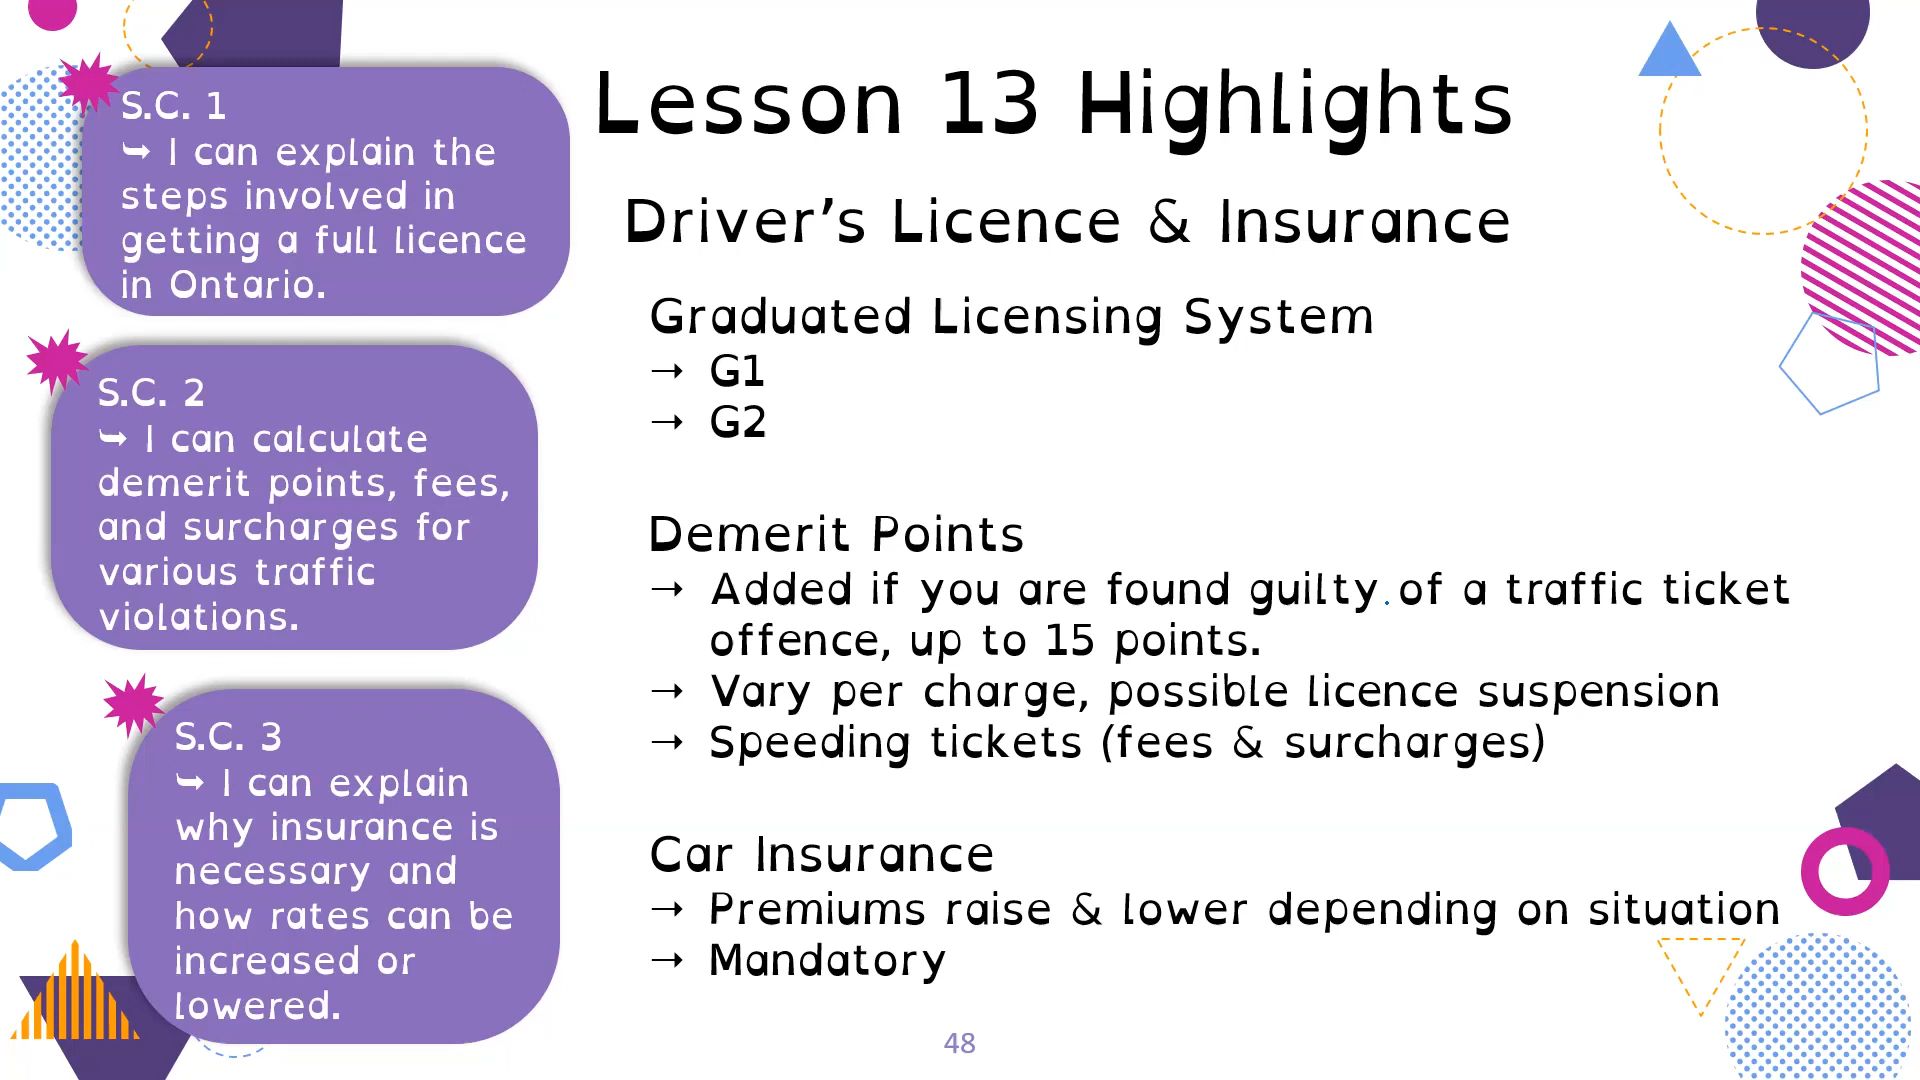 S.C. 1
⮩ I can explain the
steps involved in
getting a full licence
in Ontario.
S.C. 2
⮩ I can calculate
demerit points, fees,
and surcharges for
various traffic
violations.
S.C. 3
⮩ I can explain
why insurance is
necessary and
how rates can be
increased or
lowered.
Lesson 13 Highlights
Driver’s Licence & Insurance
Graduated Licensing System
→ G1
→ G2
Demerit Points
→ Added if you are found guilty of a traffic ticket
offence, up to 15 points.
→ Vary per charge, possible licence suspension
→ Speeding tickets (fees & surcharges)
Car Insurance
→ Premiums raise & lower depending on situation
→ Mandatory
48